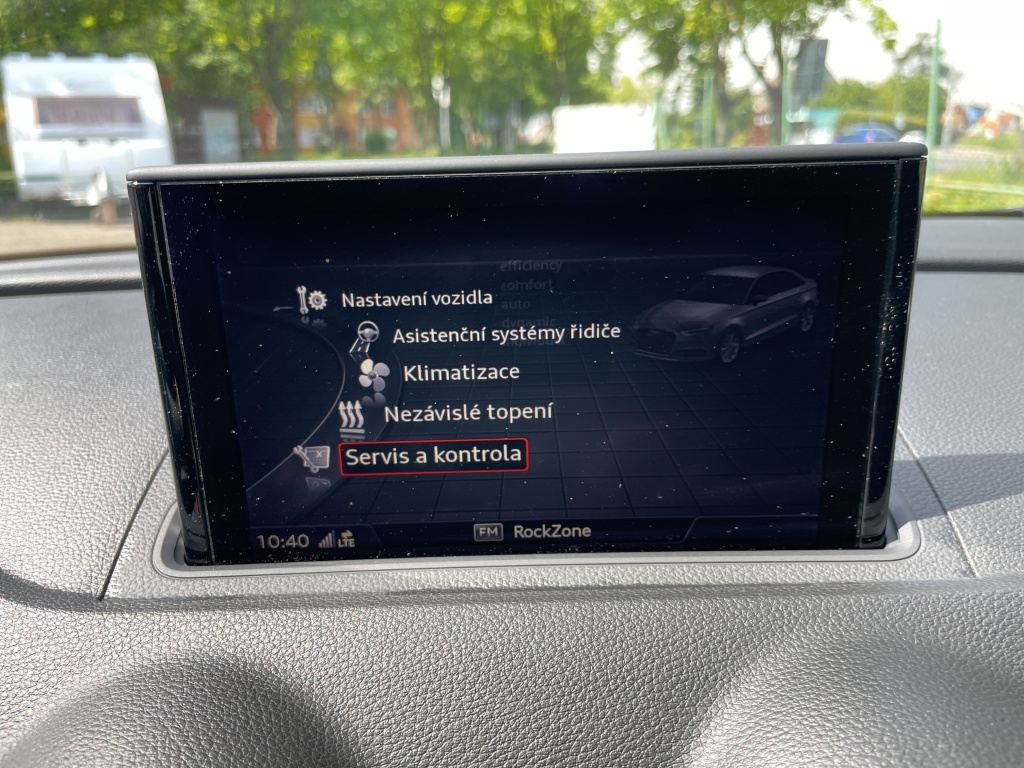 efficiency
comfort
auto
Nastavení vozidla
Asistenční systémy řidiče
Klimatizace
Nezávislé topení
Servis a kontrola
10:40 LTE
FM RockZone